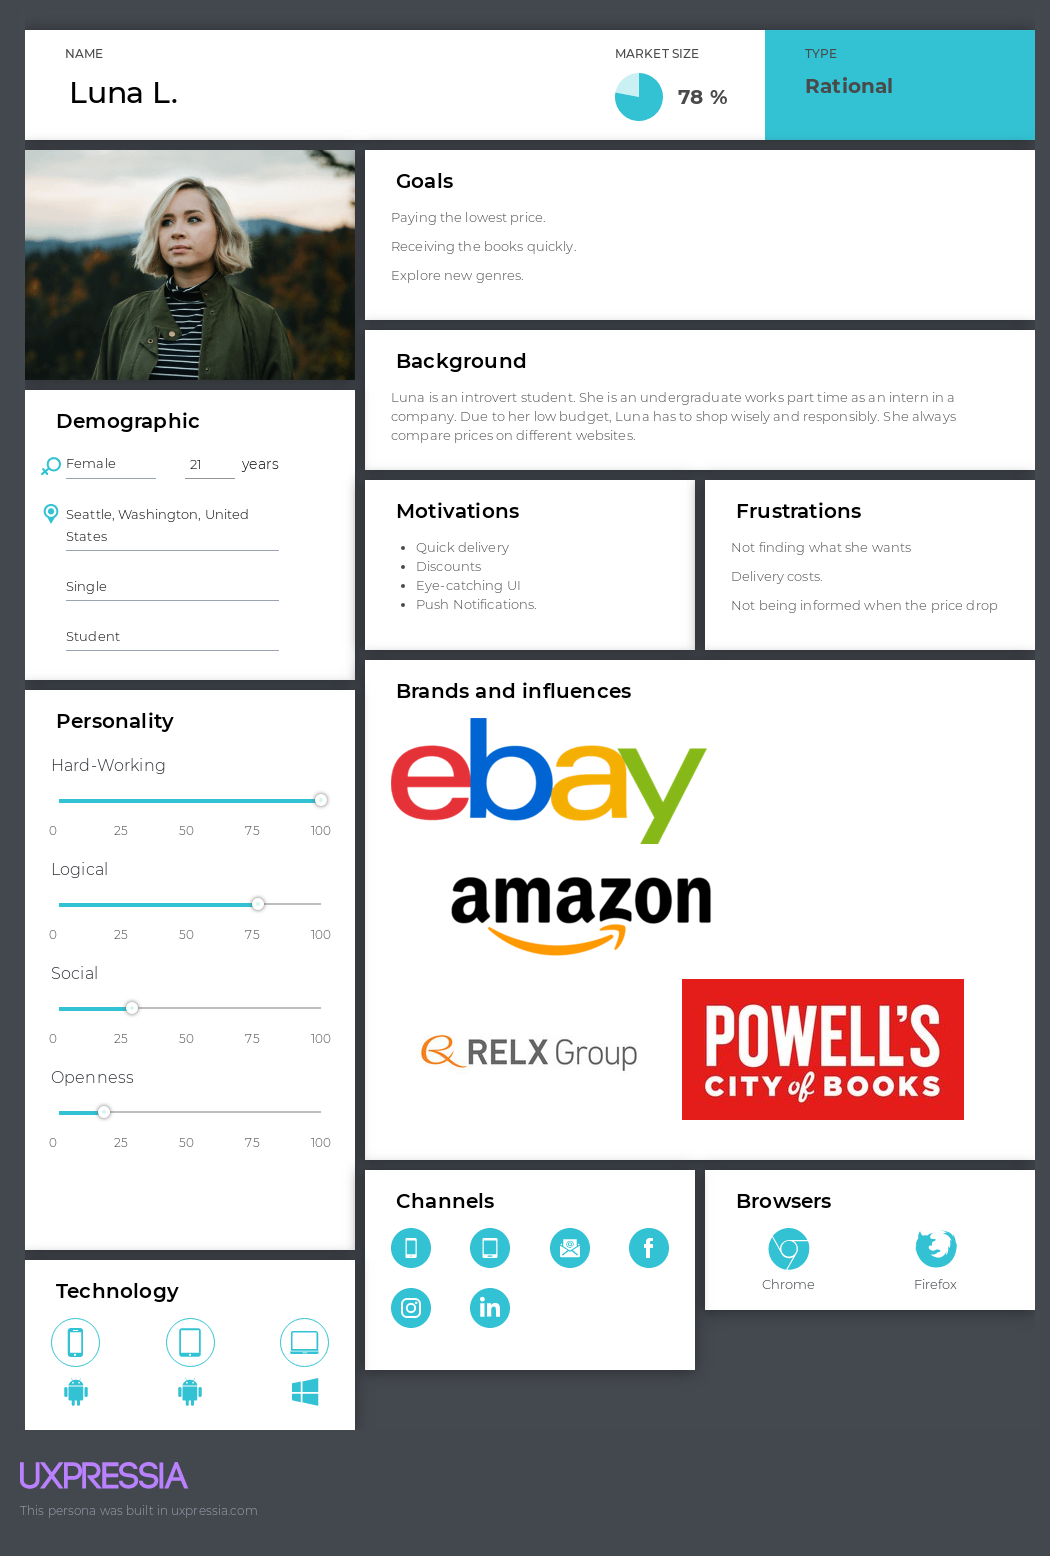 NAME
Luna L.
MARKET SIZE
78 %
TYPE
Rational
Demographic
Female
21 years
Seattle, Washington, United
States
Single
Student
Personality
Hard-Working
0 25 50 75 100
Logical
0 25 50 75 100
Social
0 25 50 75 100
Openness
0 25 50 75 100
Technology
Goals
Paying the lowest price.
Receiving the books quickly.
Explore new genres.
Background
Luna is an introvert student. She is an undergraduate works part time as an intern in a
company. Due to her low budget, Luna has to shop wisely and responsibly. She always
compare prices on different websites.
Motivations
• Quick delivery
• Discounts
• Eye-catching UI
• Push Notifications.
Frustrations
Not finding what she wants
Delivery costs.
Not being informed when the price drop
Brands and influences
ebay
amazon
RELX Group
POWELL'S
CITY of BOOKS
Channels
Browsers
Chrome
Firefox
UXPRESSIA
This persona was built in uxpressia.com